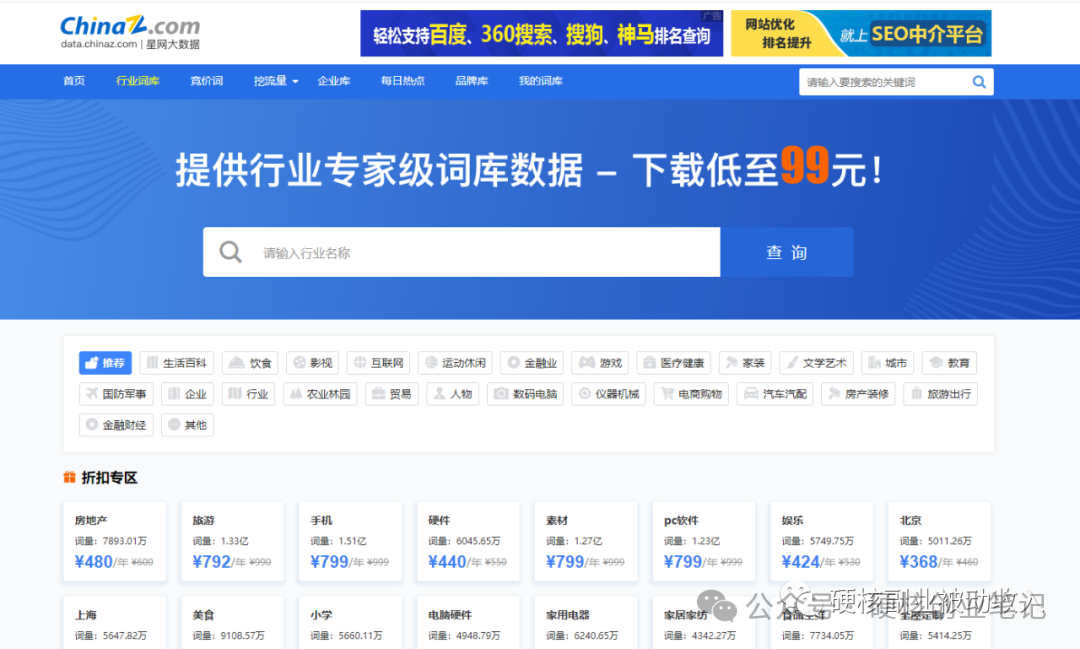 ChinaZ.com
data.chinaz.com | 星网大数据
轻松支持百度、360搜索、搜狗、神马排名查询
广告
网站优化
排名提升
就上 SEO中介平台
首页 行业词库 竞价词 挖流量 企业库 每日热点 品牌库 我的词库
请输入要搜索的关键词
提供行业专家级词库数据 – 下载低至99元！
请输入行业名称
查 询
推荐 生活百科 饮食 影视 互联网 运动休闲 金融业 游戏 医疗健康 家装 文学艺术 城市 教育
国防军事 企业 行业 农业林园 贸易 人物 数码电脑 仪器机械 电商购物 汽车汽配 房产装修 旅游出行
金融财经 其他
折扣专区
房地产 旅游 手机 硬件 素材 pc软件 娱乐 北京
词量：7893.01万 词量：1.33亿 词量：1.51亿 词量：6045.65万 词量：1.27亿 词量：1.23亿 词量：5749.75万 词量：5011.26万
¥480/年 ¥600 ¥792/年 ¥990 ¥799/年 ¥999 ¥440/年 ¥550 ¥799/年 ¥999 ¥799/年 ¥999 ¥424/年 ¥530 ¥368/年 ¥460
上海 美食 小学 电脑硬件 家用电器 家居家纺
公众号 硬核副业被动收入笔记
词量：5647.82万 词量：9108.57万 词量：5660.11万 词量：4948.79万 词量：6240.65万 词量：4342.27万 词量：7734.05万 词量：5414.25万